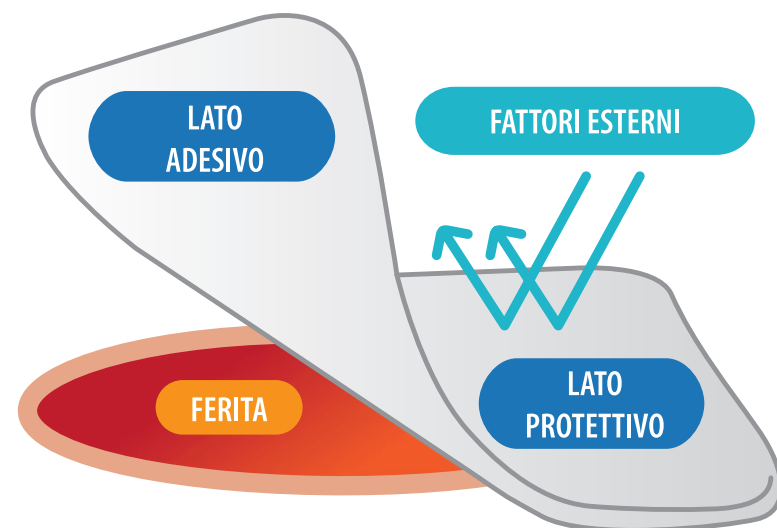 LATO
ADESIVO
FATTORI ESTERNI
FERITA
LATO
PROTETTIVO